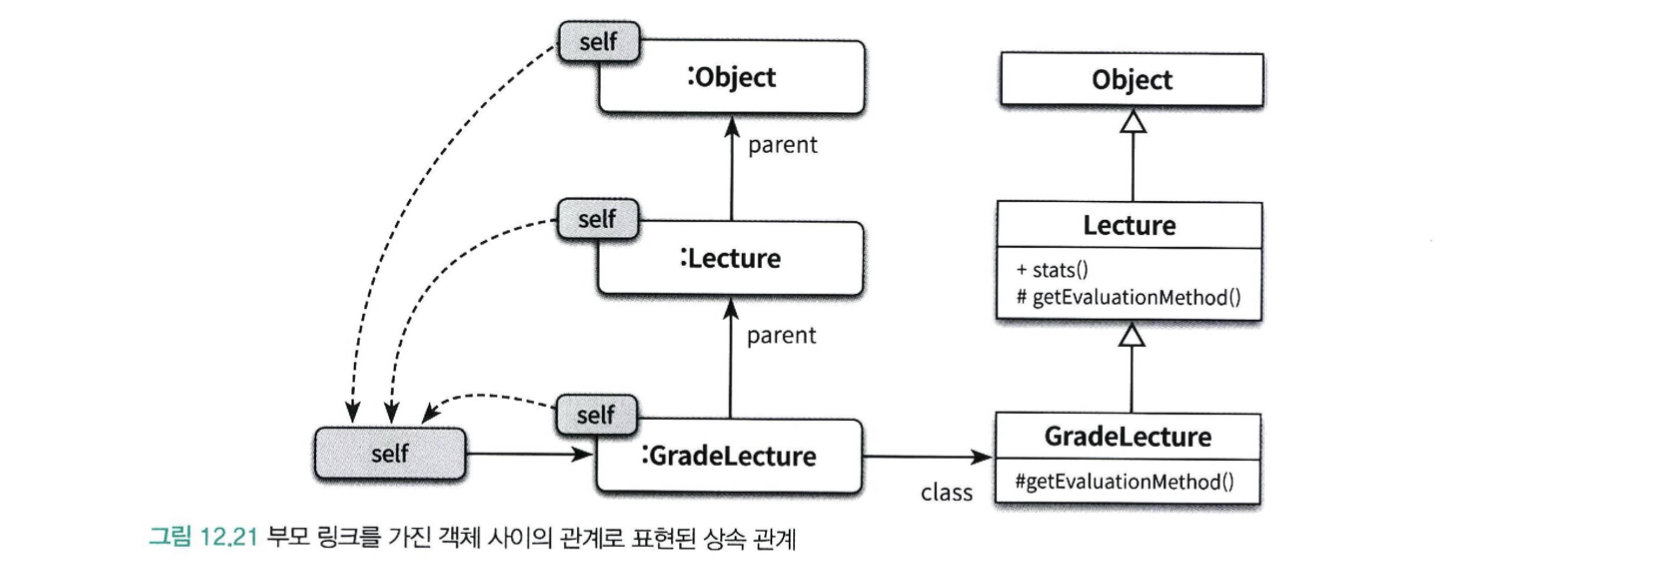 self
:Object
parent
self
:Lecture
parent
self
self
:GradeLecture
class
Object
Lecture
+ stats()
# getEvaluationMethod()
GradeLecture
#getEvaluationMethod()
그림 12.21 부모 링크를 가진 객체 사이의 관계로 표현된 상속 관계